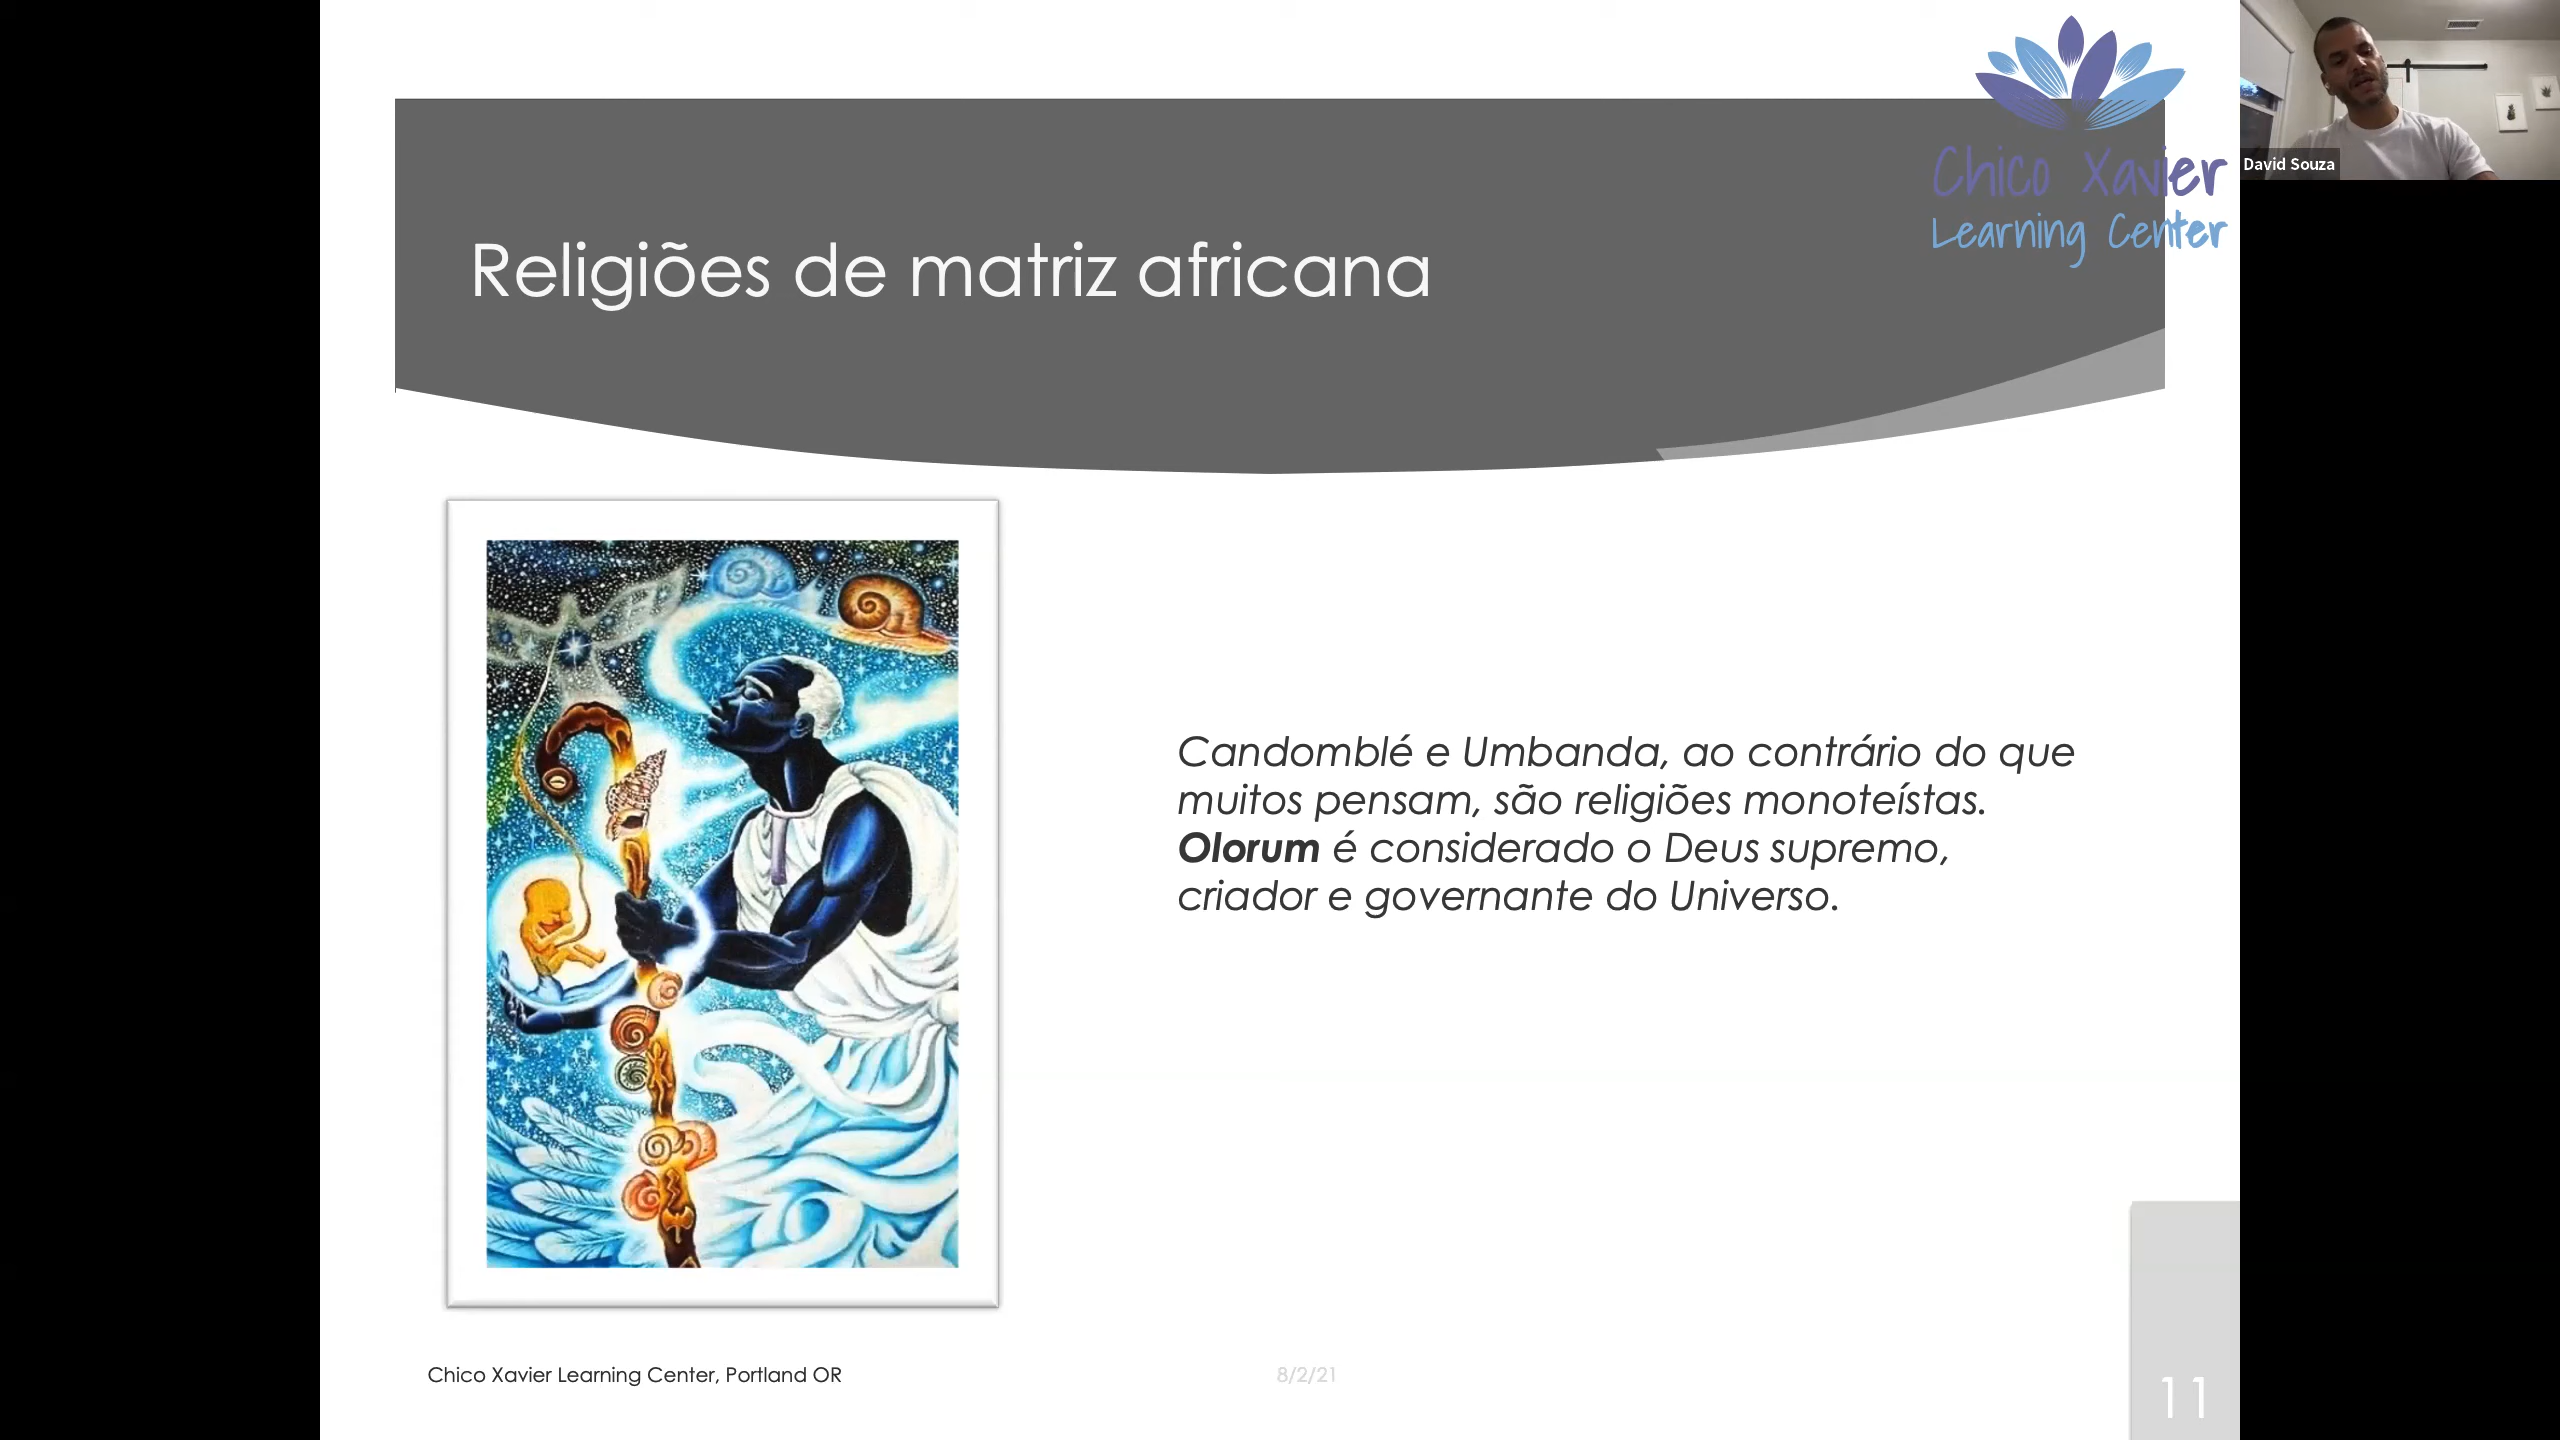 Chico Xavier
Learning Center
David Souza
Religiões de matriz africana
Candomblé e Umbanda, ao contrário do que
muitos pensam, são religiões monoteístas.
Olorum é considerado o Deus supremo,
criador e governante do Universo.
Chico Xavier Learning Center, Portland OR
8/2/21
11